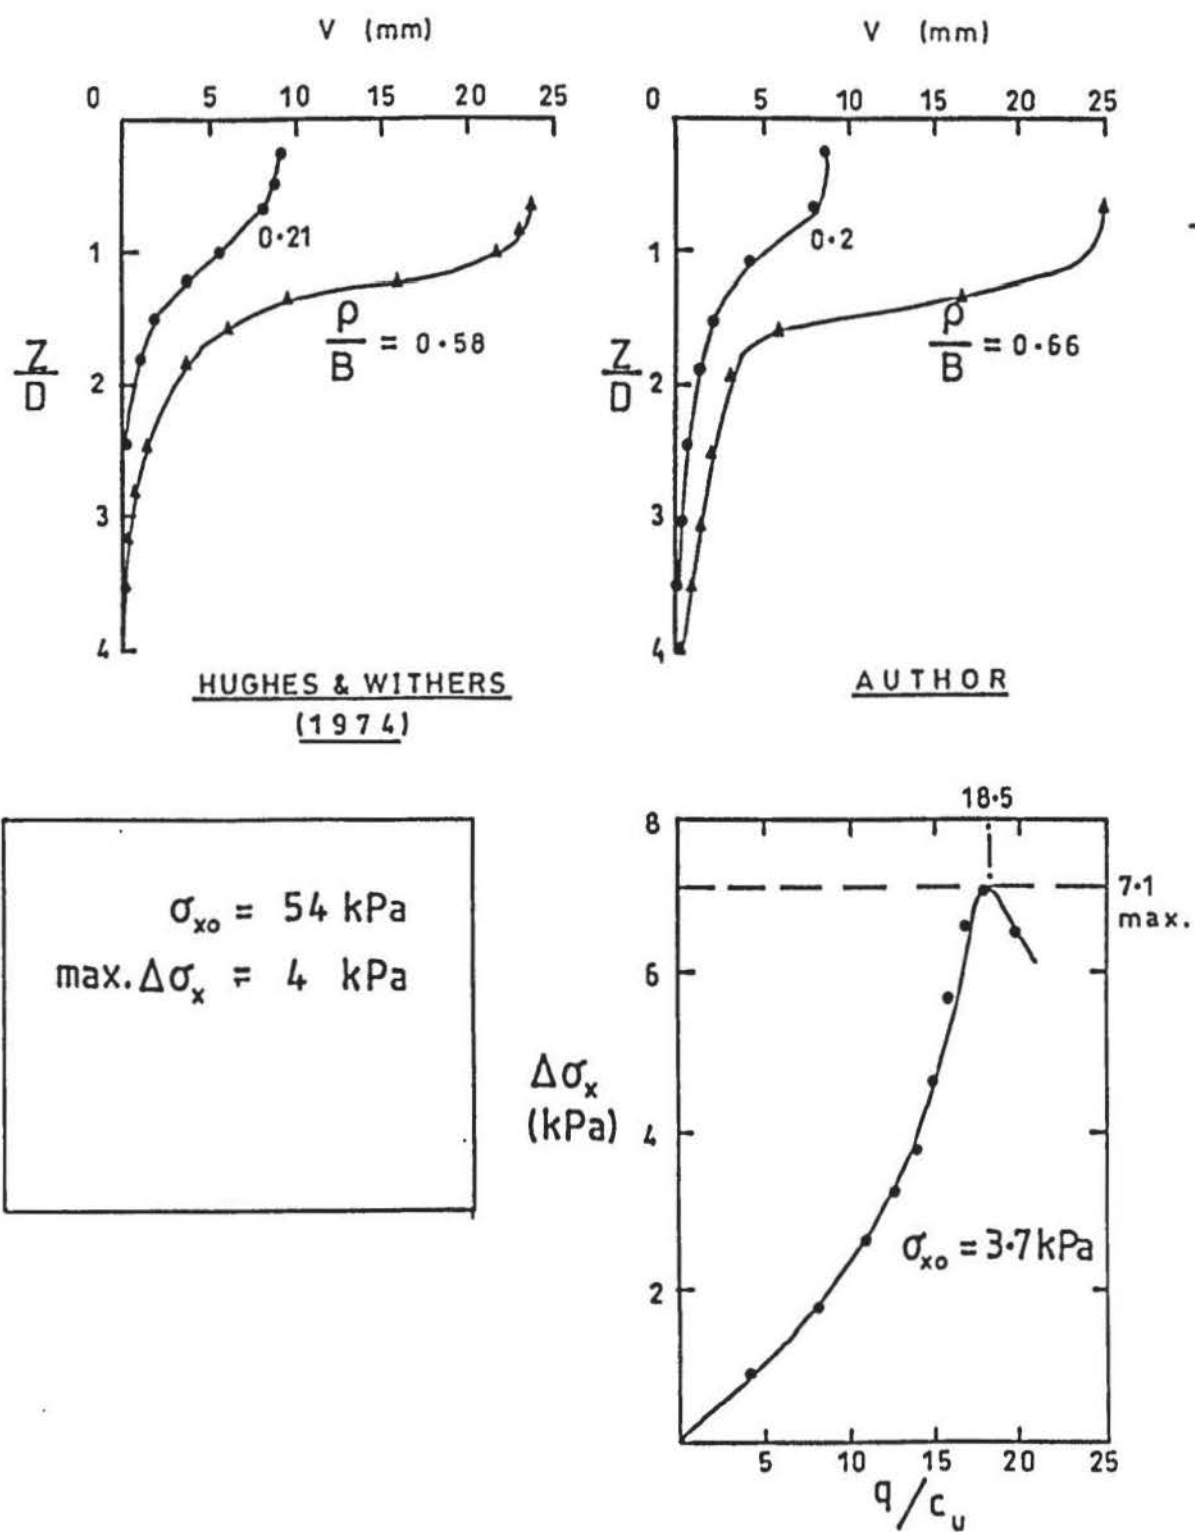 V (mm)
0 5 10 15 20 25
0.21
1
ρ/B = 0.58
Z/D
2
3
4
HUGHES & WITHERS
(1974)
V (mm)
0 5 10 15 20 25
0.2
1
ρ/B = 0.66
Z/D
2
3
4
AUTHOR
σxo = 54 kPa
max. Δσx = 4 kPa
18.5
8
7.1
max.
6
Δσx
(kPa)
4
σxo = 3.7 kPa
2
5 10 15 20 25
q/cu